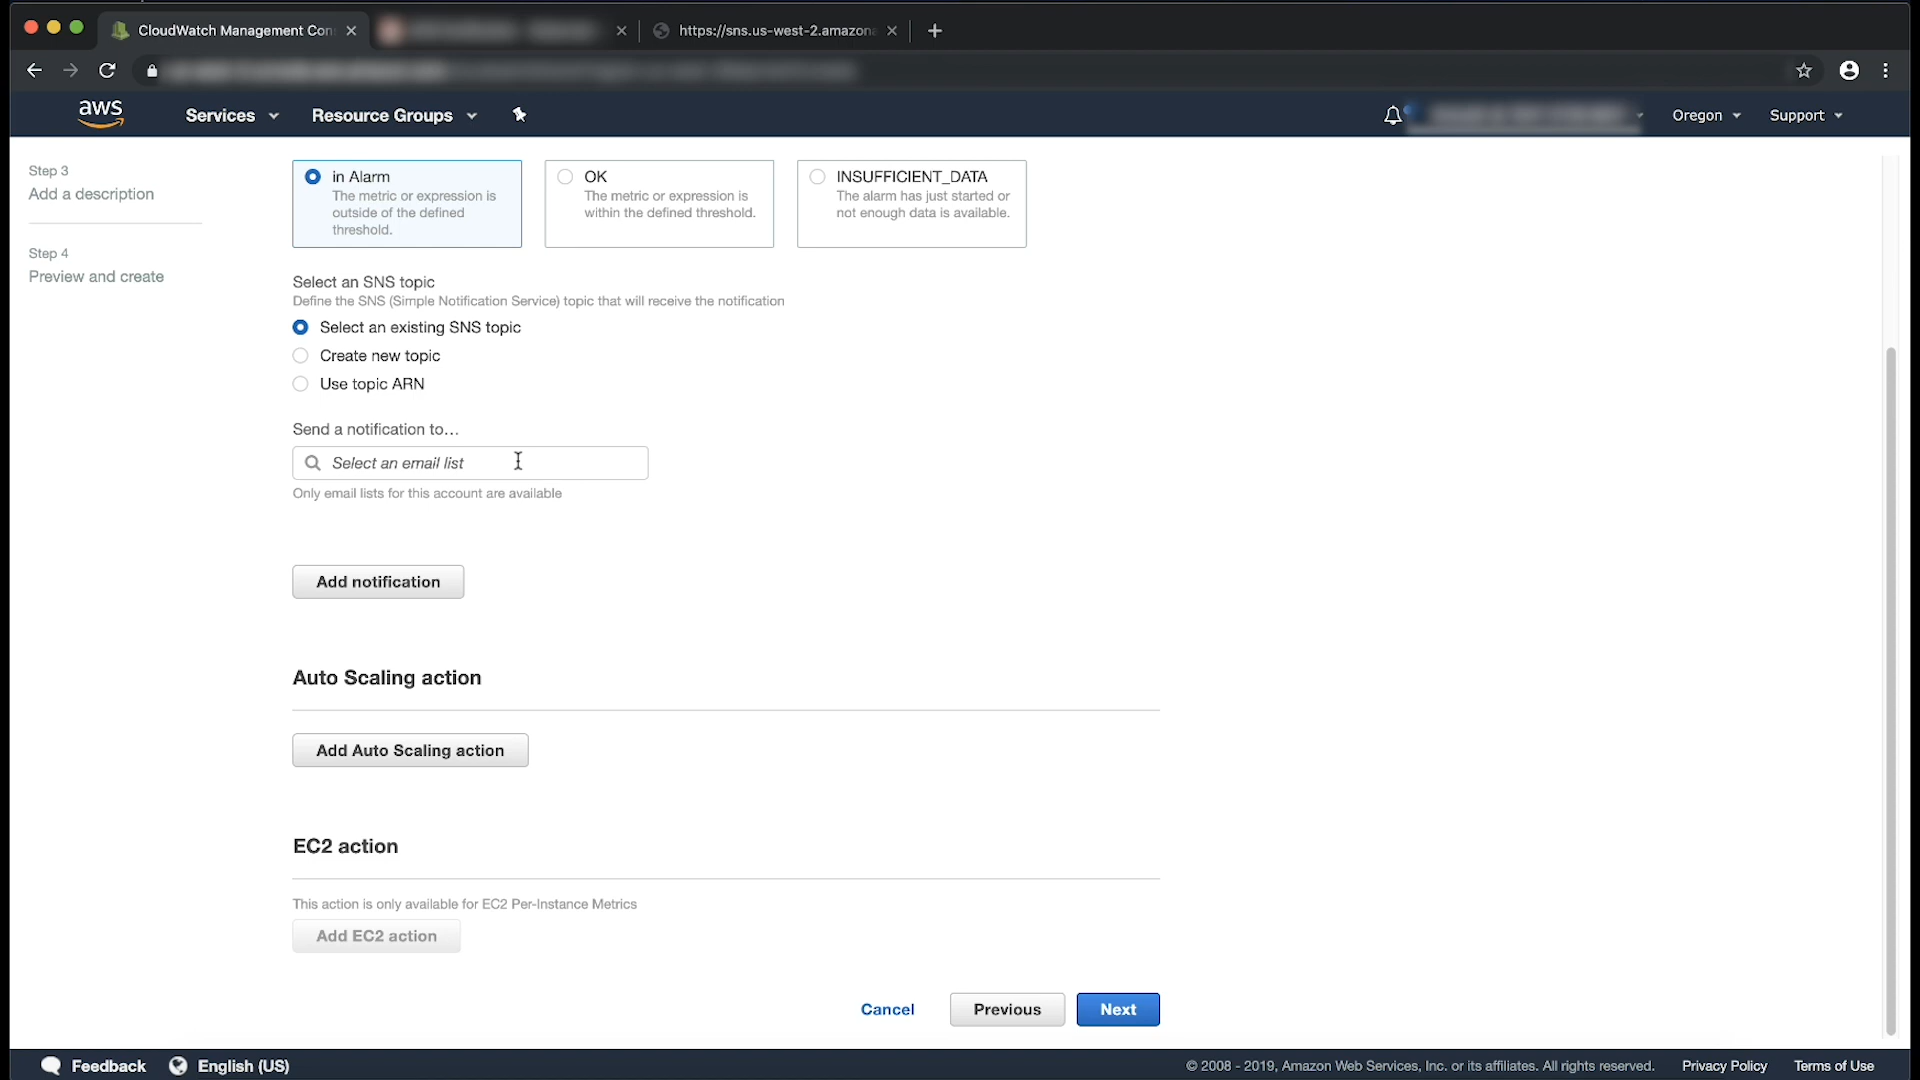 CloudWatch Management Con
https://sns.us-west-2.amazon
aws
Services
Resource Groups
Oregon
Support
Step 3
Add a description
Step 4
Preview and create
in Alarm
The metric or expression is
outside of the defined
threshold.
OK
The metric or expression is
within the defined threshold.
INSUFFICIENT_DATA
The alarm has just started or
not enough data is available.
Select an SNS topic
Define the SNS (Simple Notification Service) topic that will receive the notification
Select an existing SNS topic
Create new topic
Use topic ARN
Send a notification to…
Select an email list
Only email lists for this account are available
Add notification
Auto Scaling action
Add Auto Scaling action
EC2 action
This action is only available for EC2 Per-Instance Metrics
Add EC2 action
Cancel
Previous
Next
Feedback
English (US)
© 2008 - 2019, Amazon Web Services, Inc. or its affiliates. All rights reserved.
Privacy Policy
Terms of Use